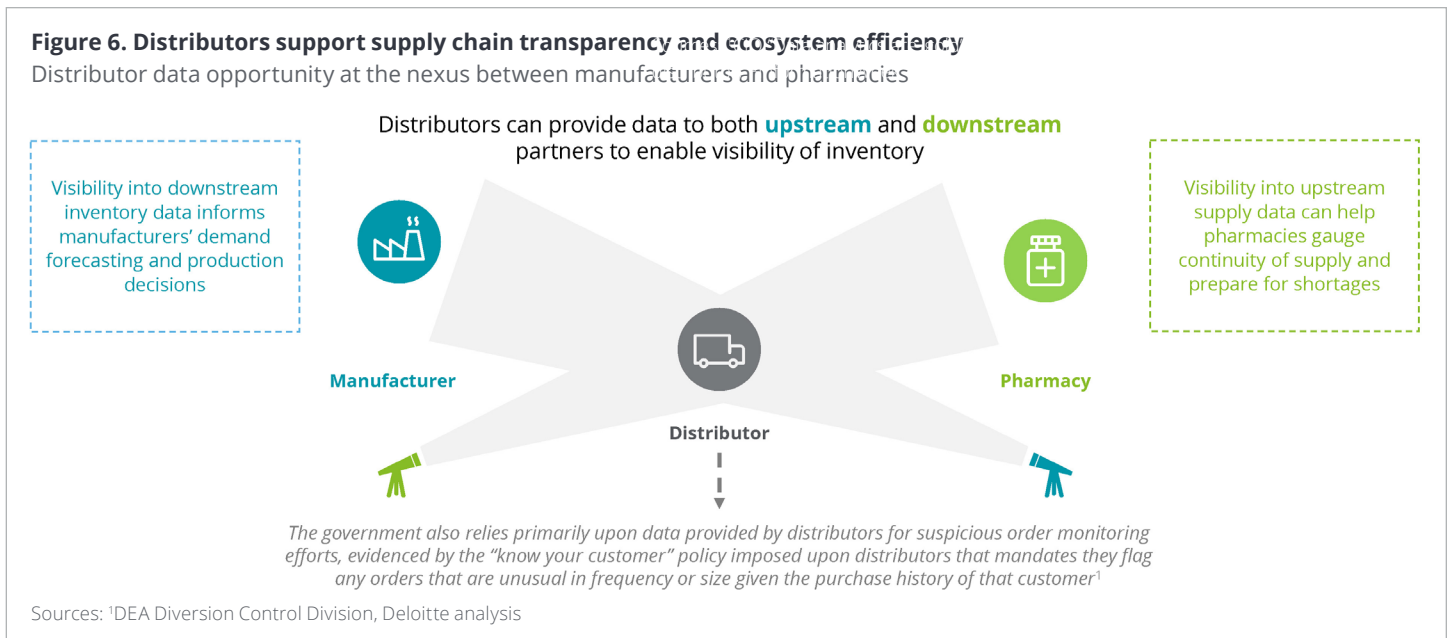 Figure 6. Distributors support supply chain transparency and ecosystem efficiency
Distributor data opportunity at the nexus between manufacturers and pharmacies
Distributors can provide data to both upstream and downstream
partners to enable visibility of inventory
Visibility into downstream
inventory data informs
manufacturers’ demand
forecasting and production
decisions
Visibility into upstream
supply data can help
pharmacies gauge
continuity of supply and
prepare for shortages
Manufacturer
Pharmacy
Distributor
The government also relies primarily upon data provided by distributors for suspicious order monitoring
efforts, evidenced by the “know your customer” policy imposed upon distributors that mandates they flag
any orders that are unusual in frequency or size given the purchase history of that customer¹
Sources: ¹DEA Diversion Control Division, Deloitte analysis